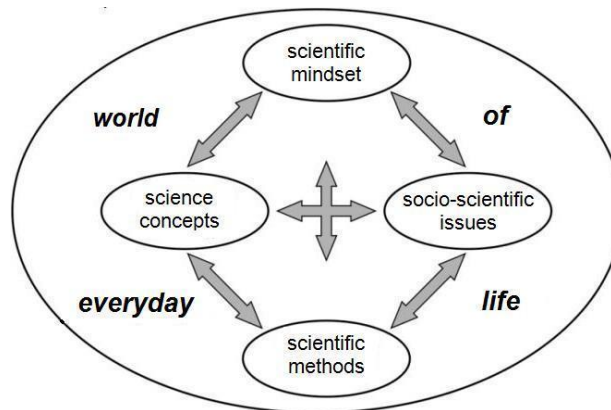 scientific
mindset
world
of
science
concepts
socio-scientific
issues
everyday
life
scientific
methods